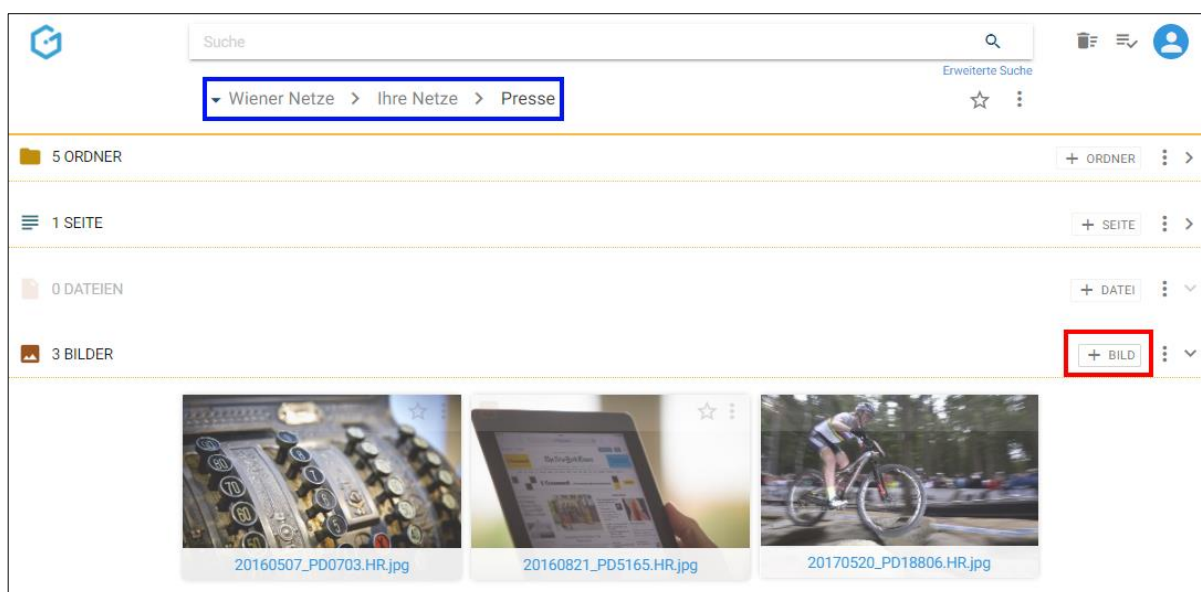 Suche
Erweiterte Suche
Wiener Netze > Ihre Netze > Presse
5 ORDNER
+ ORDNER
1 SEITE
+ SEITE
0 DATEIEN
+ DATEI
3 BILDER
+ BILD
20160507_PD0703.HR.jpg
20160821_PD5165.HR.jpg
20170520_PD18806.HR.jpg